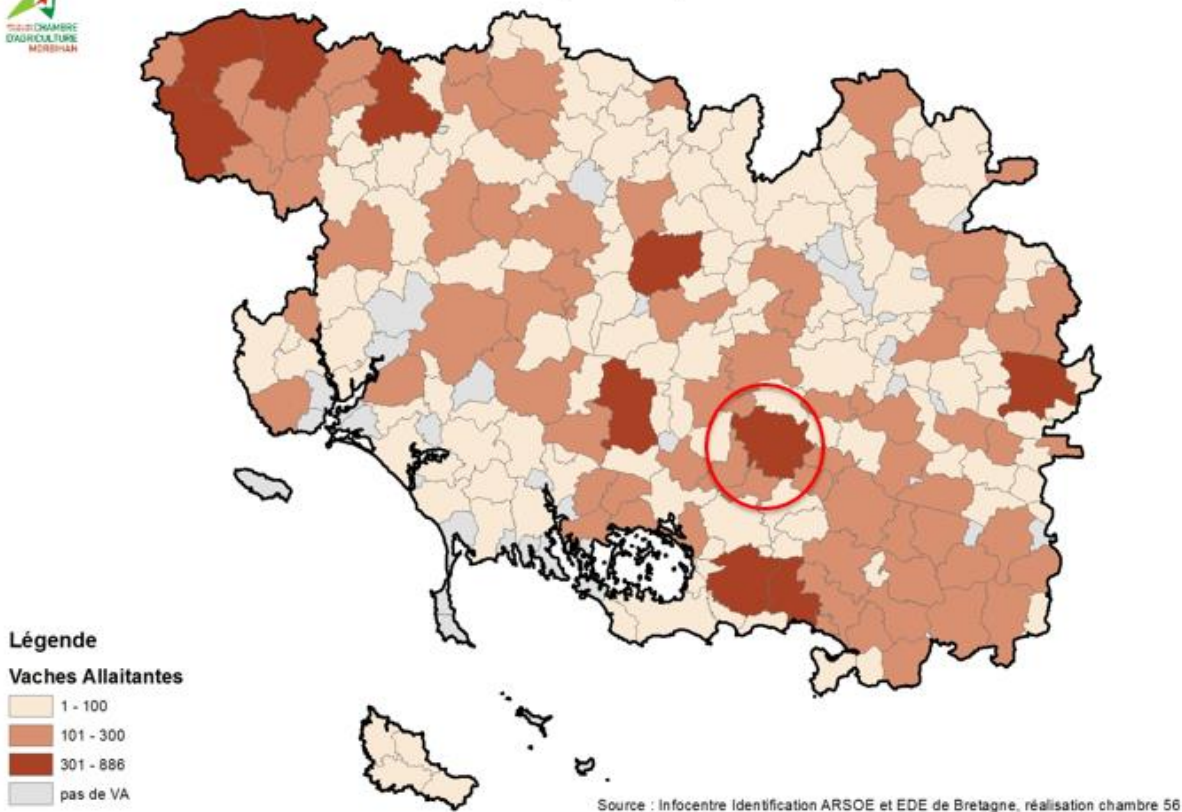 CHAMBRE
D'AGRICULTURE
MORBIHAN
Légende
Vaches Allaitantes
1 - 100
101 - 300
301 - 886
pas de VA
Source : Infocentre Identification ARSOE et EDE de Bretagne, réalisation chambre 56